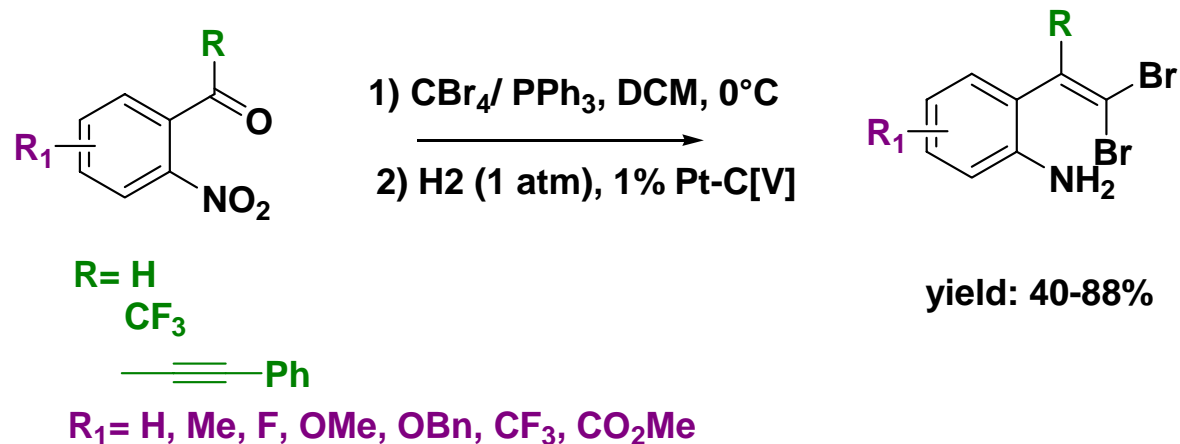 R
O
R₁
NO₂
1) CBr₄/ PPh₃, DCM, 0°C
2) H2 (1 atm), 1% Pt-C[V]
R
Br
Br
R₁
NH₂
R= H
CF₃
Ph
yield: 40-88%
R₁= H, Me, F, OMe, OBn, CF₃, CO₂Me